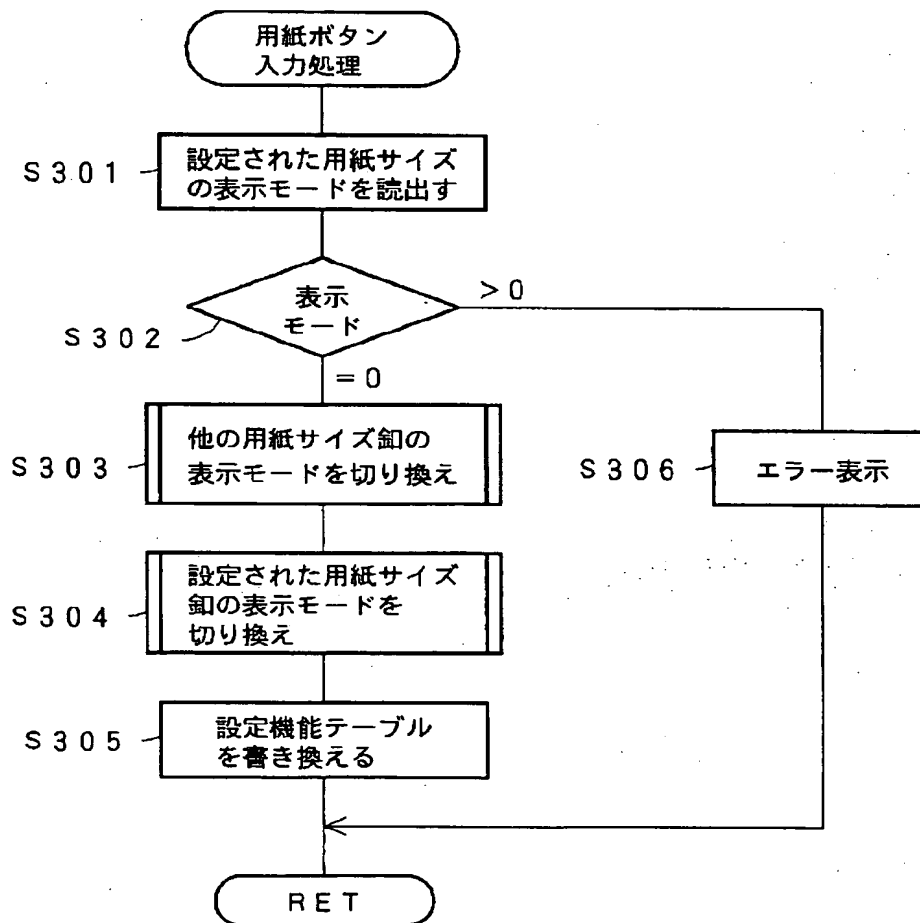 用紙ボタン
入力処理
S301
設定された用紙サイズ
の表示モードを読出す
表示
モード
>0
S302
=0
S303
他の用紙サイズ釦の
表示モードを切り換え
S306
エラー表示
S304
設定された用紙サイズ
釦の表示モードを
切り換え
S305
設定機能テーブル
を書き換える
RET